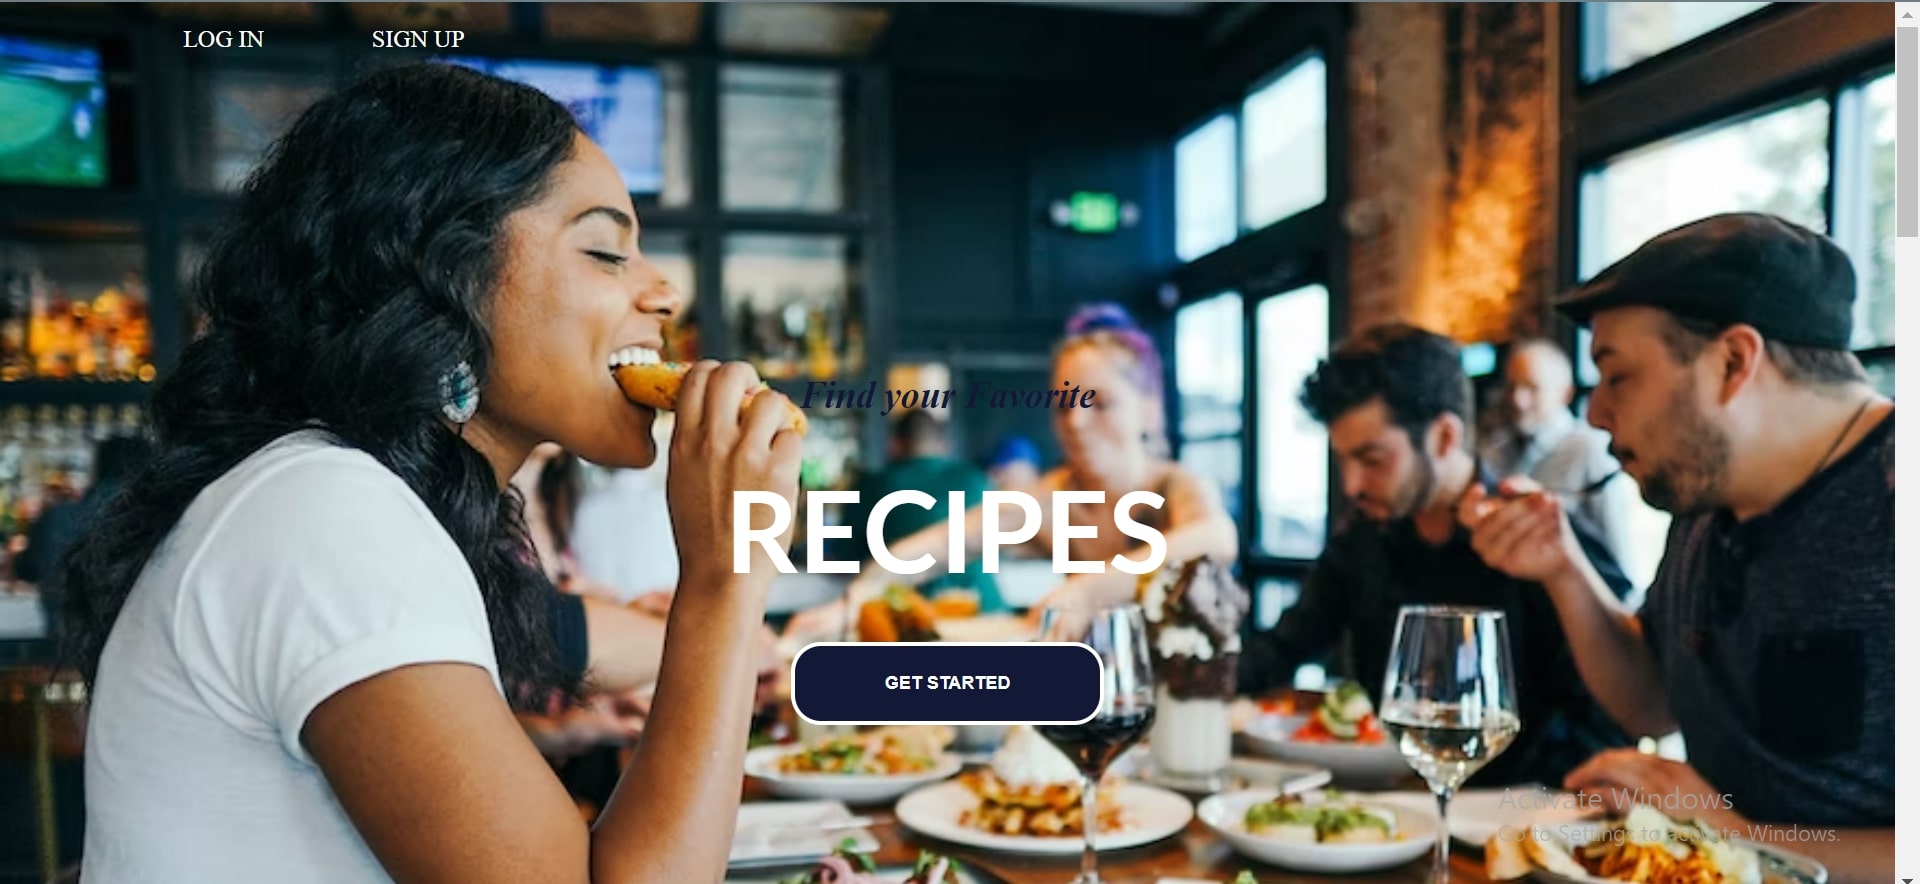 LOG IN
SIGN UP
Find your Favorite
RECIPES
GET STARTED
Activate Windows
Go to Settings to activate Windows.